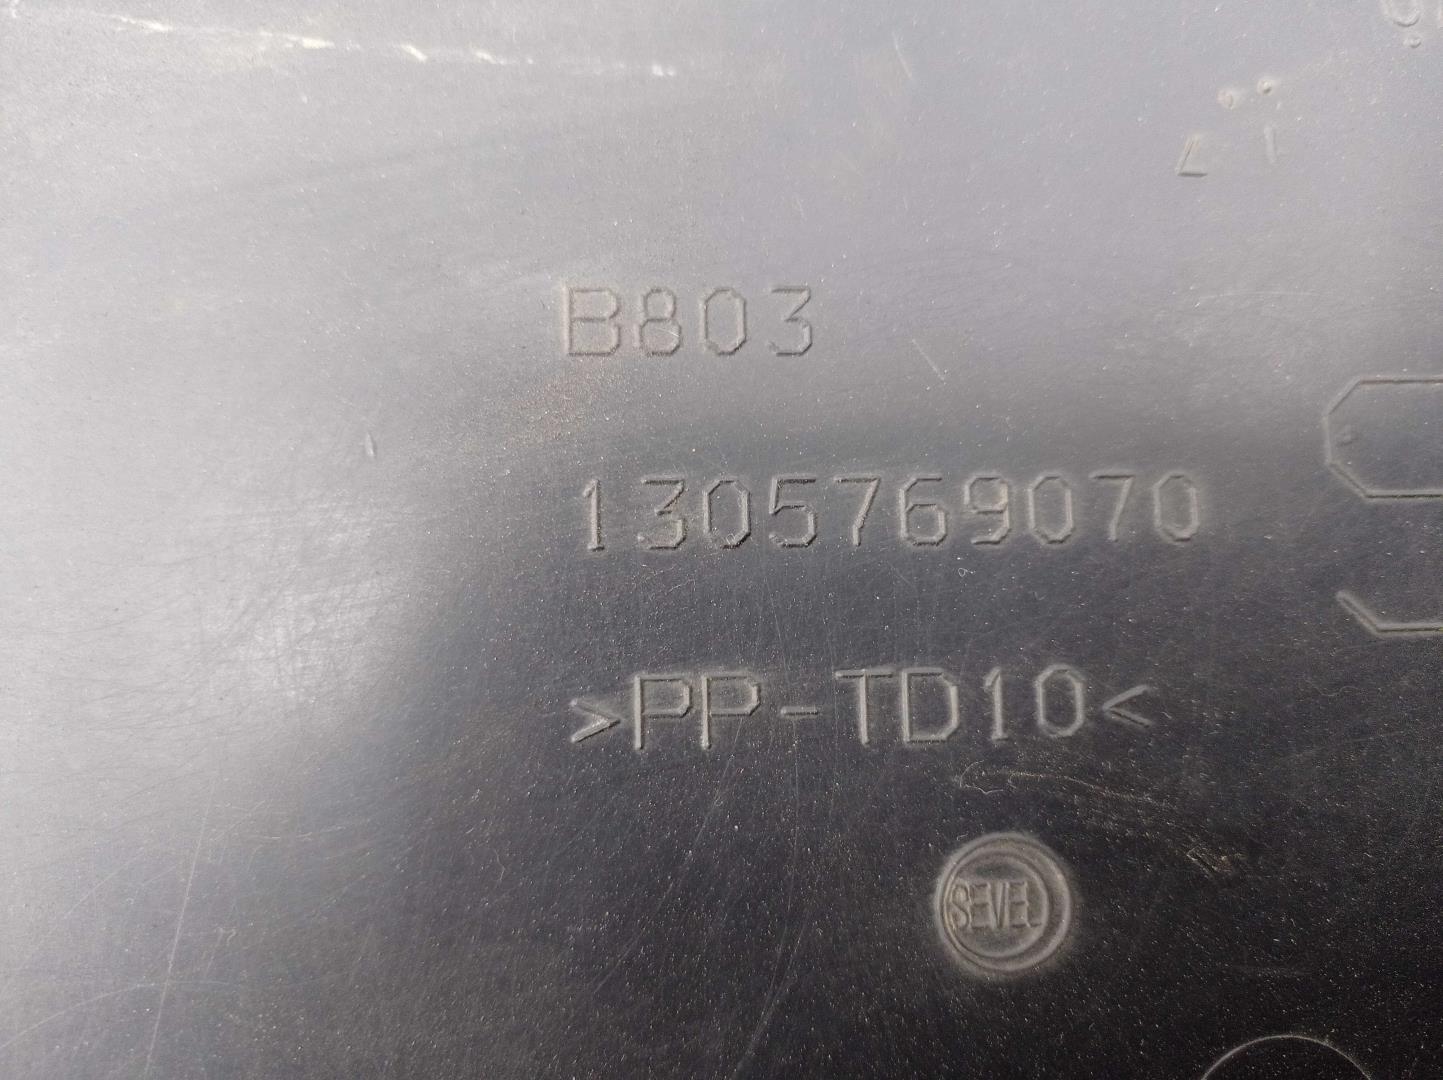 B803
1305769070
>PP-TD10<
SEVEL